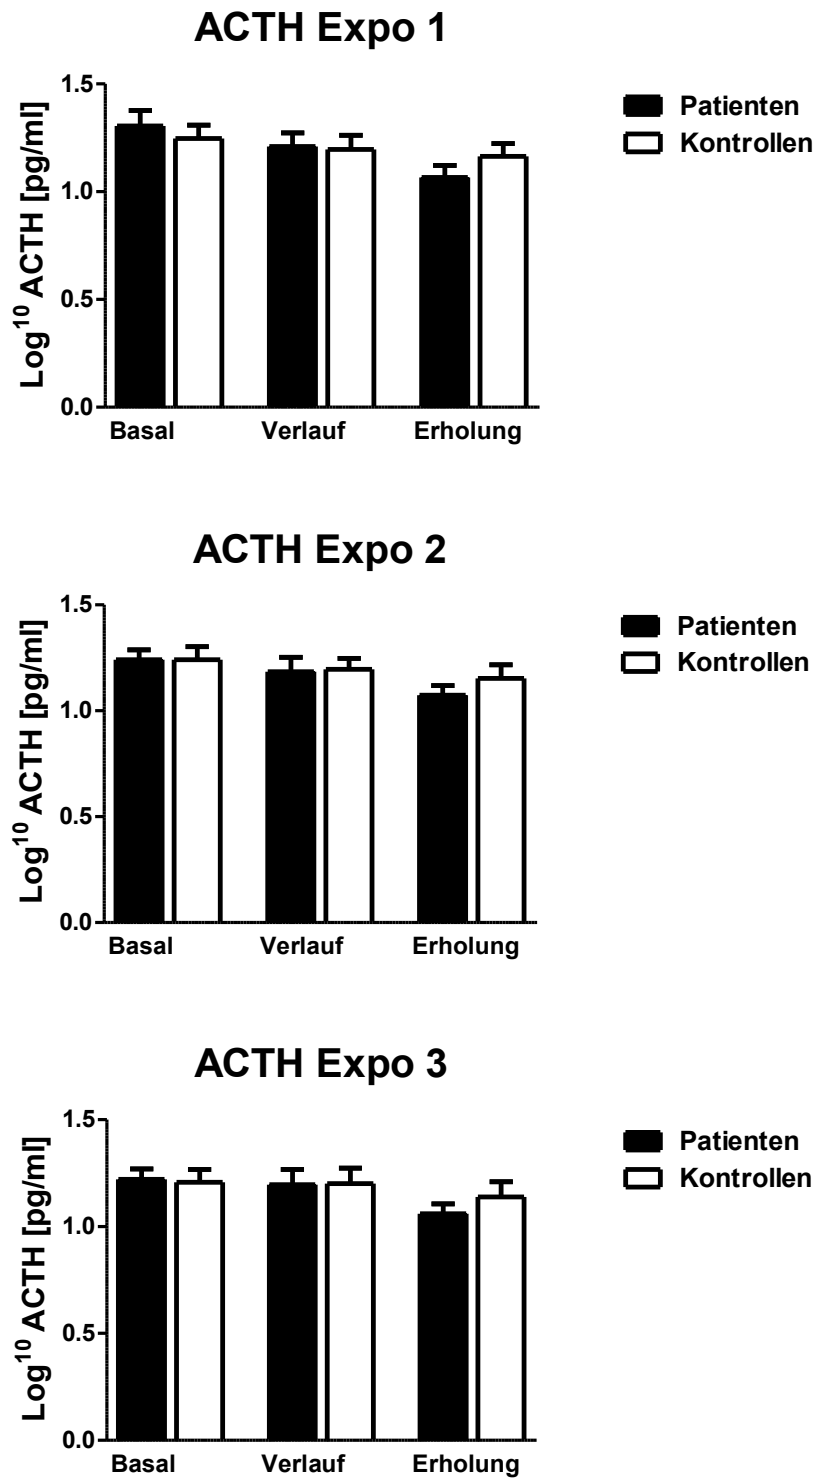 ACTH Expo 1
Log10 ACTH [pg/ml]
1.5
1.0
0.5
0.0
Basal Verlauf Erholung
Patienten
Kontrollen
ACTH Expo 2
Log10 ACTH [pg/ml]
1.5
1.0
0.5
0.0
Basal Verlauf Erholung
Patienten
Kontrollen
ACTH Expo 3
Log10 ACTH [pg/ml]
1.5
1.0
0.5
0.0
Basal Verlauf Erholung
Patienten
Kontrollen